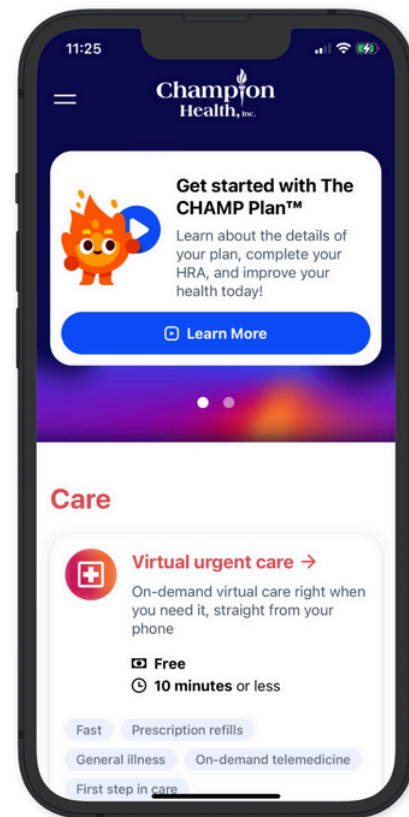 11:25
Champion
Health, Inc.
Get started with The
CHAMP Plan™
Learn about the details of
your plan, complete your
HRA, and improve your
health today!
Learn More
Care
Virtual urgent care →
On-demand virtual care right when
you need it, straight from your
phone
Free
10 minutes or less
Fast Prescription refills
General illness On-demand telemedicine
First step in care